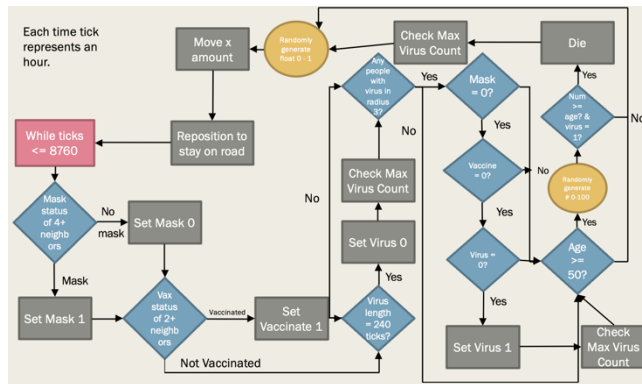 Each time tick
represents an
hour.
Move x
amount
Randomly
generate
float 0 - 1
Check Max
Virus Count
Die
Any
people
with
virus in
radius
3?
Yes
Mask
= 0?
Yes
Num
>=
age? &
virus =
1?
No
While ticks
<= 8760
Reposition to
stay on road
No
Yes
Check Max
Virus Count
Vaccine
= 0?
No
Randomly
generate
# 0-100
Mask
status
of 4+
neighb
ors
No
mask
Set Mask 0
No
Set Virus 0
Yes
Yes
Virus =
0?
Age
>=
50?
Mask
Yes
Set Mask 1
Vax
status
of 2+
neighb
ors
Vaccinated
Set
Vaccinate 1
Virus
length
= 240
ticks?
Yes
Set Virus 1
Check
Max Virus
Count
Not Vaccinated